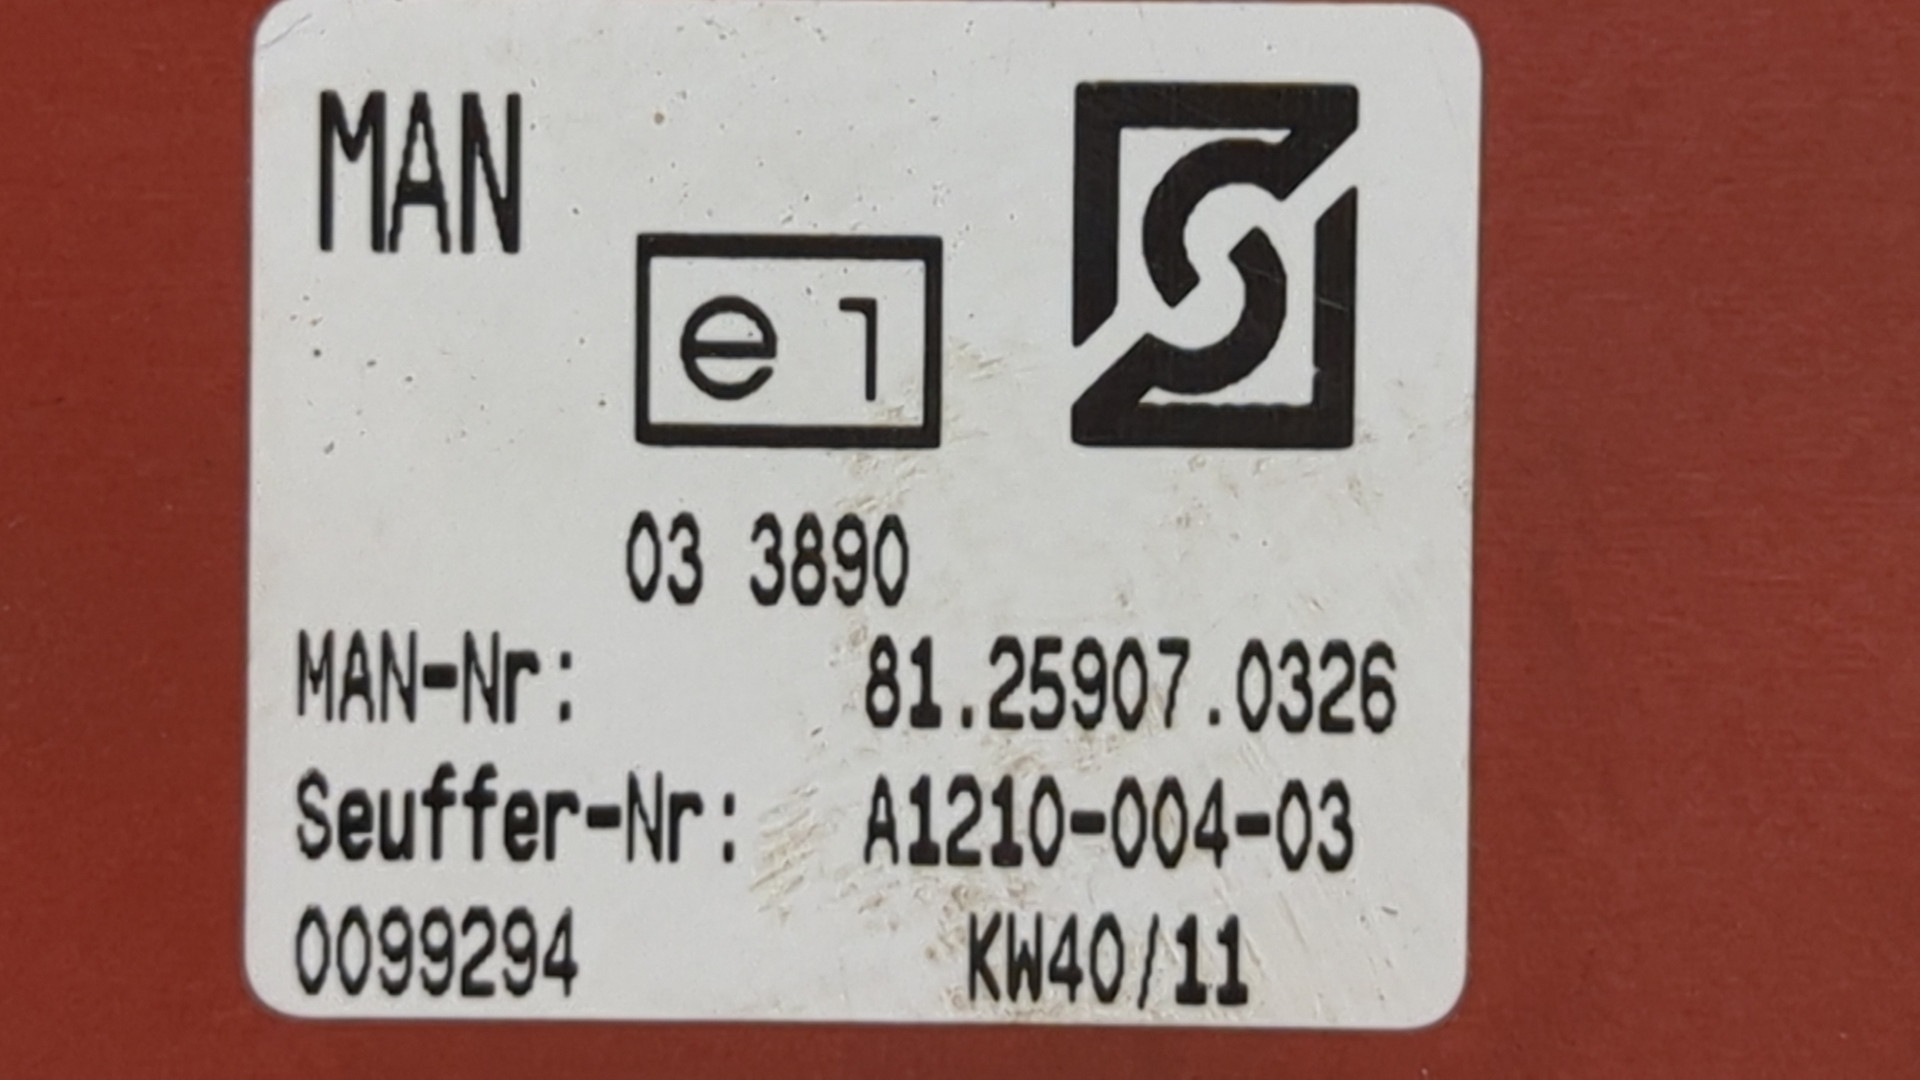 MAN
e1
03 3890
MAN-Nr: 81.25907.0326
Seuffer-Nr: A1210-004-03
0099294 KW40/11